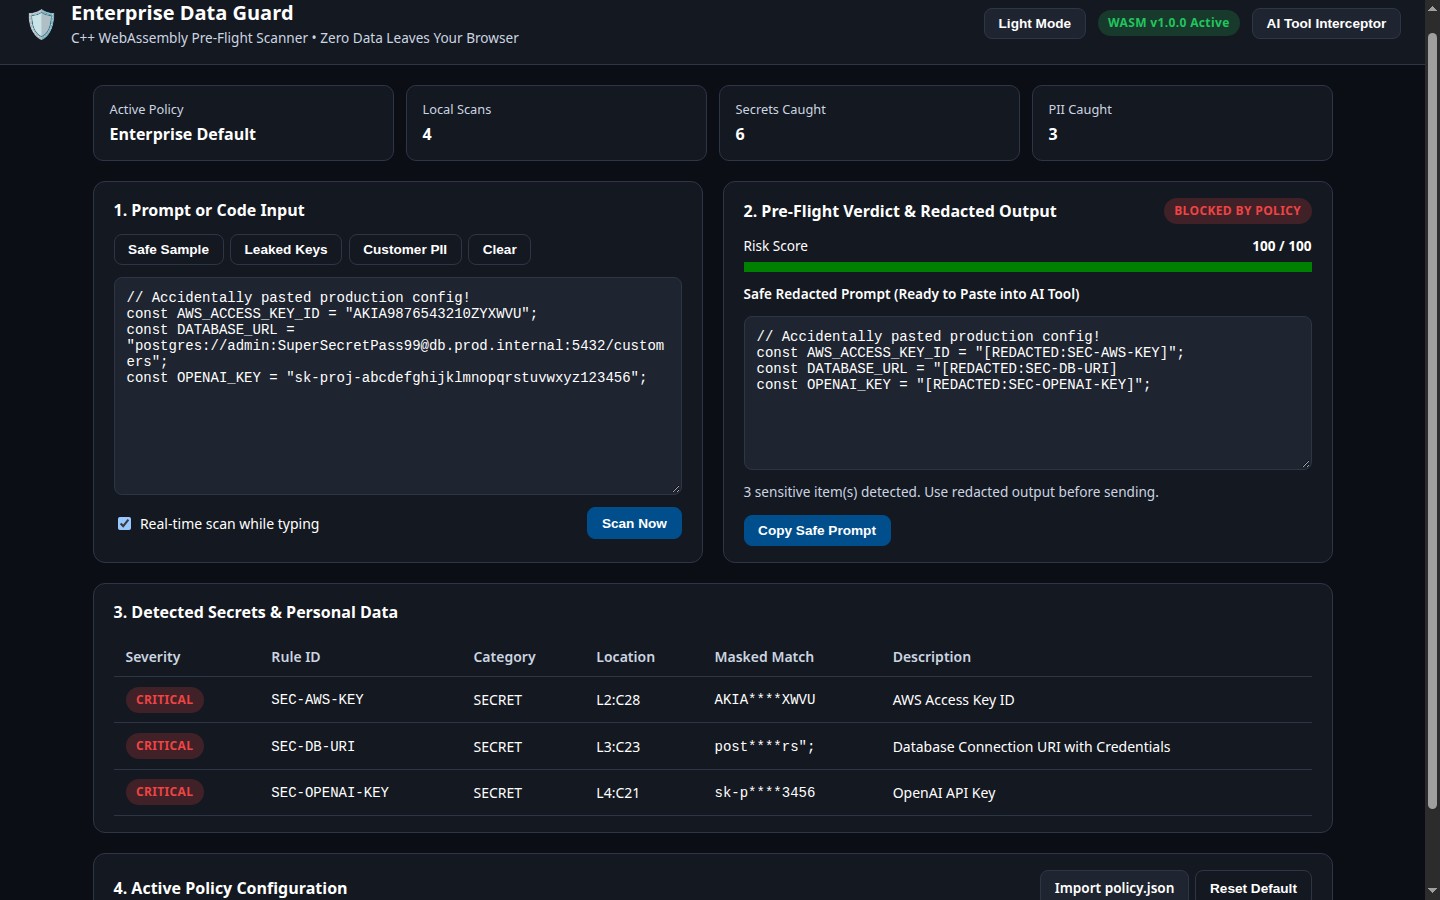 Enterprise Data Guard
C++ WebAssembly Pre-Flight Scanner • Zero Data Leaves Your Browser
Light Mode
WASM v1.0.0 Active
AI Tool Interceptor
Active Policy
Enterprise Default
Local Scans
4
Secrets Caught
6
PII Caught
3
1. Prompt or Code Input
Safe Sample
Leaked Keys
Customer PII
Clear
// Accidentally pasted production config!
const AWS_ACCESS_KEY_ID = "AKIA9876543210ZYXWVU";
const DATABASE_URL =
"postgres://admin:SuperSecretPass99@db.prod.internal:5432/custom
ers";
const OPENAI_KEY = "sk-proj-abcdefghijklmnopqrstuvwxyz123456";
Real-time scan while typing
Scan Now
2. Pre-Flight Verdict & Redacted Output
BLOCKED BY POLICY
Risk Score
100 / 100
Safe Redacted Prompt (Ready to Paste into AI Tool)
// Accidentally pasted production config!
const AWS_ACCESS_KEY_ID = "[REDACTED:SEC-AWS-KEY]";
const DATABASE_URL = "[REDACTED:SEC-DB-URI]
const OPENAI_KEY = "[REDACTED:SEC-OPENAI-KEY]";
3 sensitive item(s) detected. Use redacted output before sending.
Copy Safe Prompt
3. Detected Secrets & Personal Data
Severity Rule ID Category Location Masked Match Description
CRITICAL SEC-AWS-KEY SECRET L2:C28 AKIA****XWVU AWS Access Key ID
CRITICAL SEC-DB-URI SECRET L3:C23 post****rs"; Database Connection URI with Credentials
CRITICAL SEC-OPENAI-KEY SECRET L4:C21 sk-p****3456 OpenAI API Key
4. Active Policy Configuration
Import policy.json
Reset Default